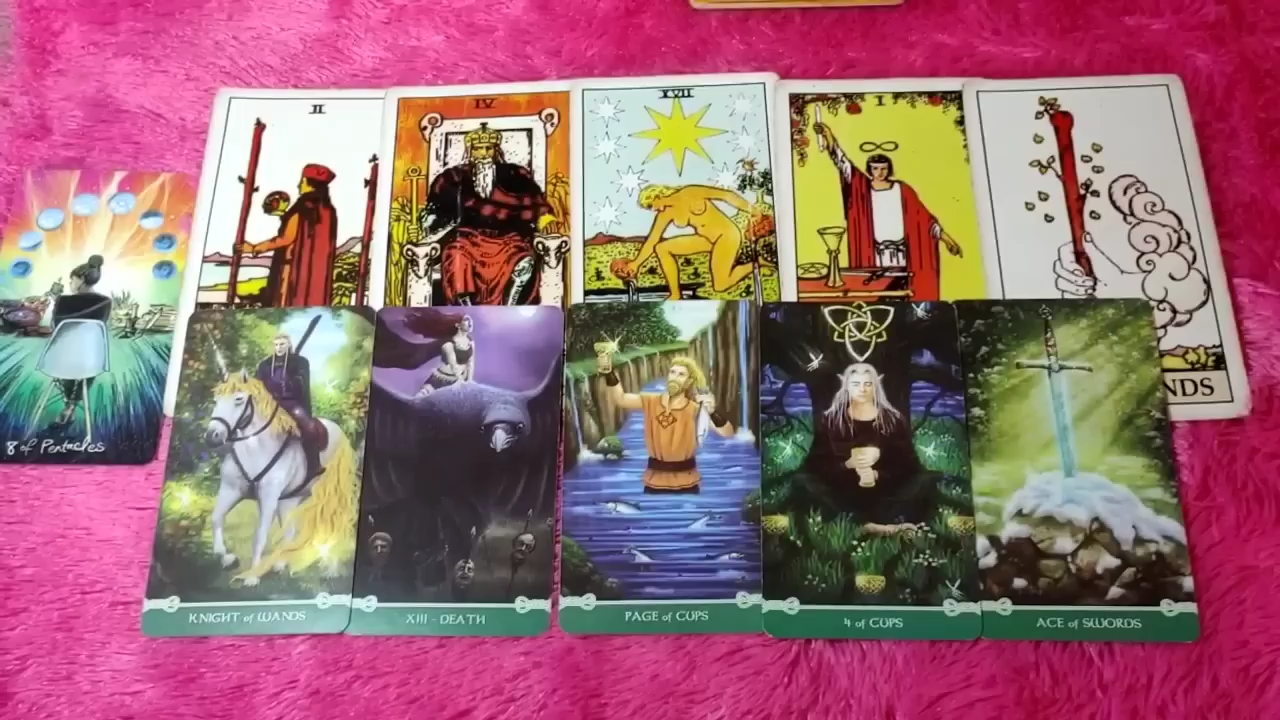 II
IV
XVII
I
NDS
8 of Pentacles
KNIGHT of WANDS
XIII - DEATH
PAGE of CUPS
4 of CUPS
ACE of SWORDS